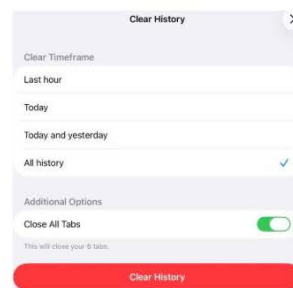 Clear History
Clear Timeframe
Last hour
Today
Today and yesterday
All history
Additional Options
Close All Tabs
This will close your 6 tabs.
Clear History